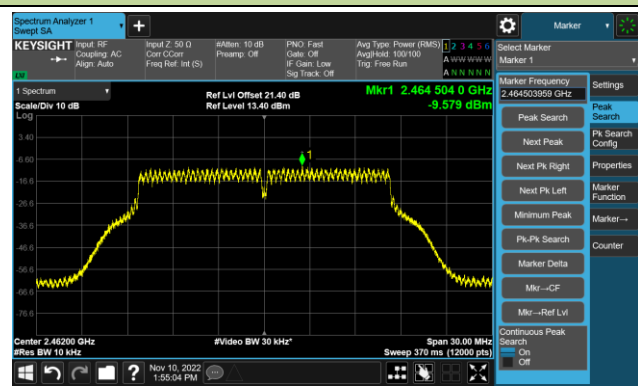 Spectrum Analyzer 1
Swept SA
Marker
KEYSIGHT
Input: RF
Coupling: AC
Align: Auto
Input Z: 50 Ω
Corr CCorr
Freq Ref: Int (S)
#Atten: 10 dB
Preamp: Off
PNO: Fast
Gate: Off
IF Gain: Low
Sig Track: Off
Avg Type: Power (RMS)
Avg|Hold: 100/100
Trig: Free Run
1 2 3 4 5 6
A W W W W W
A N N N N N
LVI
Select Marker
Marker 1
1 Spectrum
Scale/Div 10 dB
Log
Ref Lvl Offset 21.40 dB
Ref Level 13.40 dBm
Mkr1 2.464 504 0 GHz
-9.579 dBm
3.40
-6.60
-16.6
-26.6
-36.6
-46.6
-56.6
-66.6
-76.6
1
Center 2.46200 GHz
#Res BW 10 kHz
#Video BW 30 kHz*
Span 30.00 MHz
Sweep 370 ms (12000 pts)
Marker Frequency
2.464503959 GHz
Peak Search
Next Peak
Next Pk Right
Next Pk Left
Minimum Peak
Pk-Pk Search
Marker Delta
Mkr→CF
Mkr→Ref Lvl
Continuous Peak
Search
On
Off
Settings
Peak
Search
Pk Search
Config
Properties
Marker
Function
Marker→
Counter
Nov 10, 2022
1:55:04 PM